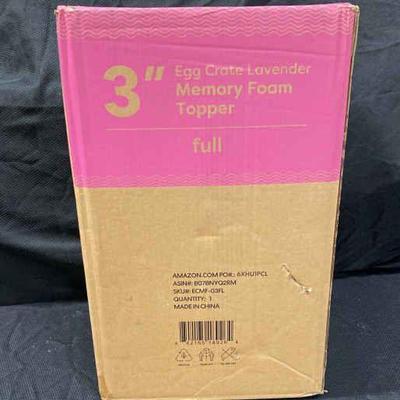 3"
Egg Crate Lavender
Memory Foam
Topper
full
AMAZON.COM PO#: 6XHU1PCL
ASIN#: B078NYQ2RM
SKU#: ECMF-03FL
QUANTITY: 1
MADE IN CHINA